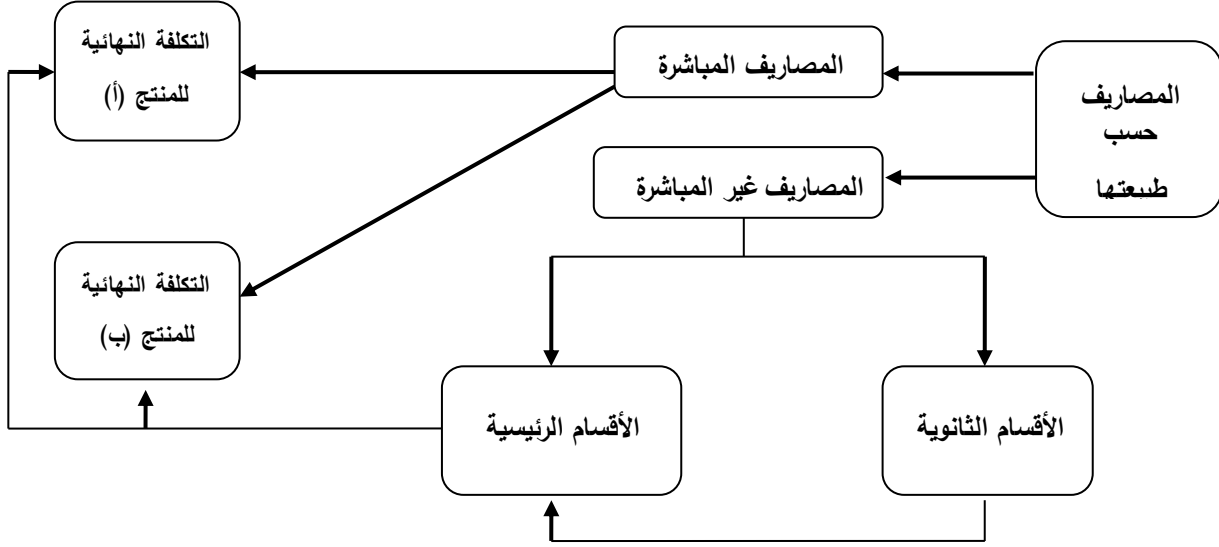 المصاريف
حسب
طبيعتها
المصاريف المباشرة
المصاريف غير المباشرة
التكلفة النهائية
للمنتج (أ)
التكلفة النهائية
للمنتج (ب)
الأقسام الثانوية
الأقسام الرئيسية